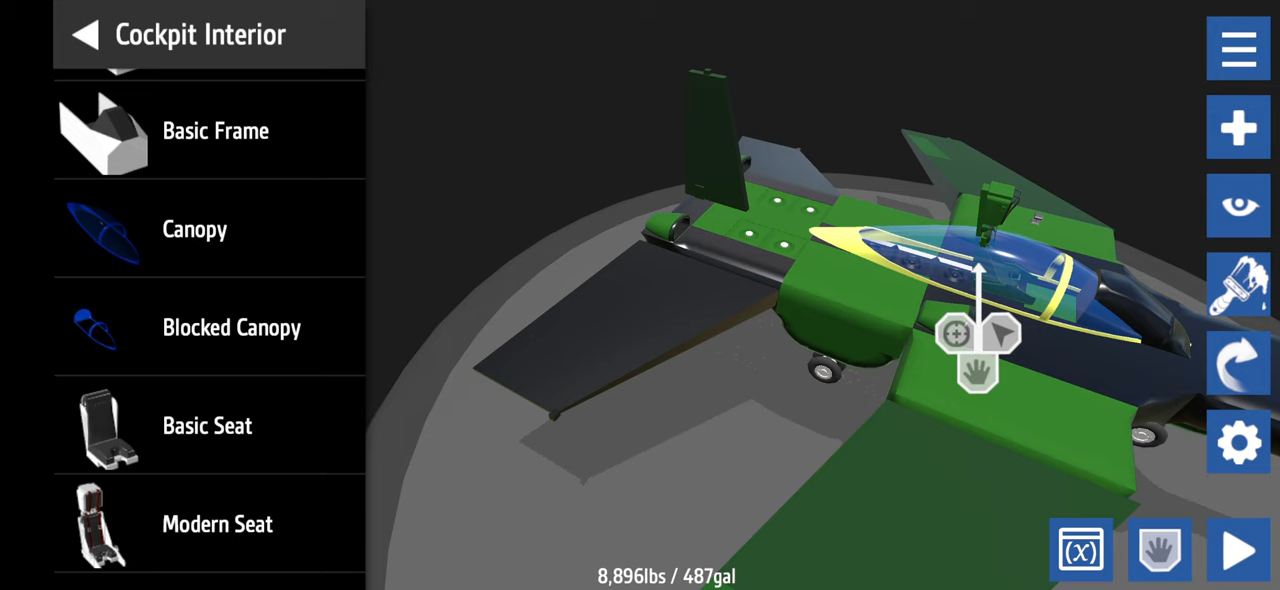 Cockpit Interior
Basic Frame
Canopy
Blocked Canopy
Basic Seat
Modern Seat
8,896lbs / 487gal
(x)